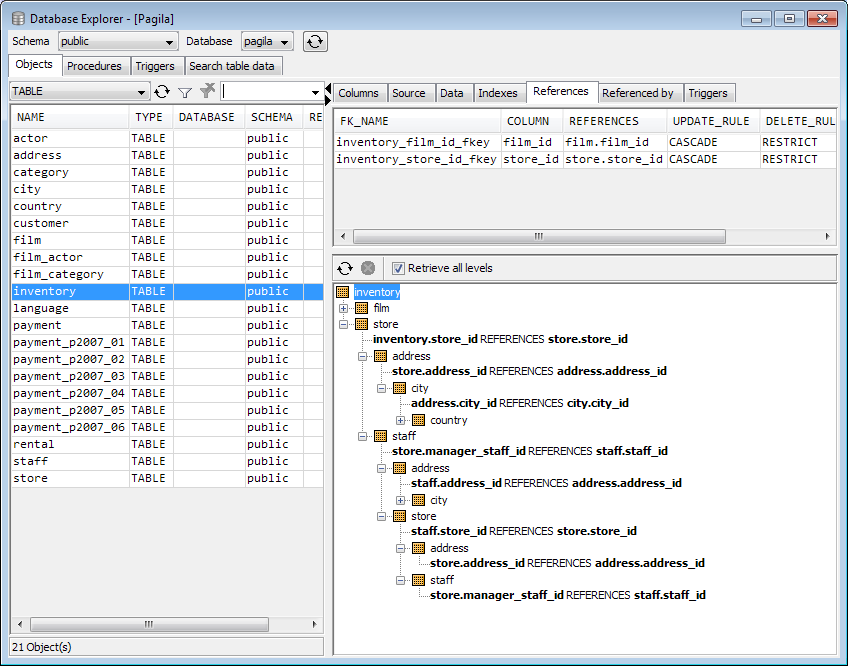 Database Explorer - [Pagila]
Schema public Database pagila
Objects Procedures Triggers Search table data
TABLE
NAME TYPE DATABASE SCHEMA RE
actor TABLE public
address TABLE public
category TABLE public
city TABLE public
country TABLE public
customer TABLE public
film TABLE public
film_actor TABLE public
film_category TABLE public
inventory TABLE public
language TABLE public
payment TABLE public
payment_p2007_01 TABLE public
payment_p2007_02 TABLE public
payment_p2007_03 TABLE public
payment_p2007_04 TABLE public
payment_p2007_05 TABLE public
payment_p2007_06 TABLE public
rental TABLE public
staff TABLE public
store TABLE public
21 Object(s)
Columns Source Data Indexes References Referenced by Triggers
FK_NAME COLUMN REFERENCES UPDATE_RULE DELETE_RUL
inventory_film_id_fkey film_id film.film_id CASCADE RESTRICT
inventory_store_id_fkey store_id store.store_id CASCADE RESTRICT
Retrieve all levels
inventory
film
store
inventory.store_id REFERENCES store.store_id
address
store.address_id REFERENCES address.address_id
city
address.city_id REFERENCES city.city_id
country
staff
store.manager_staff_id REFERENCES staff.staff_id
address
staff.address_id REFERENCES address.address_id
city
store
staff.store_id REFERENCES store.store_id
address
store.address_id REFERENCES address.address_id
staff
store.manager_staff_id REFERENCES staff.staff_id